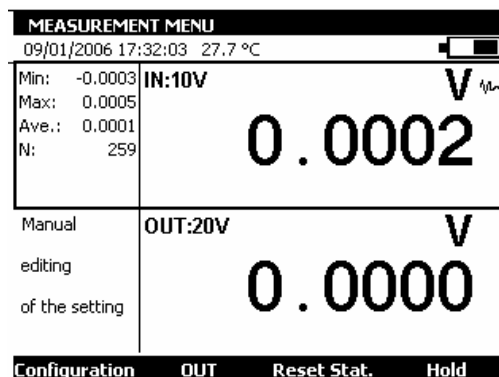 MEASUREMENT MENU
09/01/2006 17:32:03 27.7 °C
Min: -0.0003
Max: 0.0005
Ave.: 0.0001
N: 259
IN:10V
V
0.0002
Manual
editing
of the setting
OUT:20V
V
0.0000
Configuration OUT Reset Stat. Hold